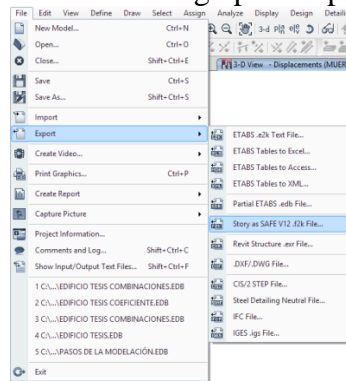 File Edit View Define Draw Select Assign Analyze Display Design Detaili
New Model... Ctrl+N
Open... Ctrl+O
Close... Shift+Ctrl+E
Save Ctrl+S
Save As... Shift+Ctrl+S
Import
Export
Create Video...
Print Graphics... Ctrl+P
Create Report
Capture Picture
Project Information...
Comments and Log... Shift+Ctrl+C
Show Input/Output Text Files... Shift+Ctrl+F
1 C:\...\EDIFICIO TESIS COMBINACIONES.EDB
2 C:\...\EDIFICIO TESIS COEFICIENTE.EDB
3 C:\...\EDIFICIO TESIS COMBINACIONES.EDB
4 C:\...\EDIFICIO TESIS.EDB
5 C:\...\PASOS DE LA MODELACIÓN.EDB
Exit
3-d
3-D View - Displacements (MUER
ETABS .e2k Text File...
ETABS Tables to Excel...
ETABS Tables to Access...
ETABS Tables to XML...
Partial ETABS .edb File...
Story as SAFE V12 .f2k File...
Revit Structure .exr File...
.DXF/.DWG File...
CIS/2 STEP File...
Steel Detailing Neutral File...
IFC File...
IGES .igs File...